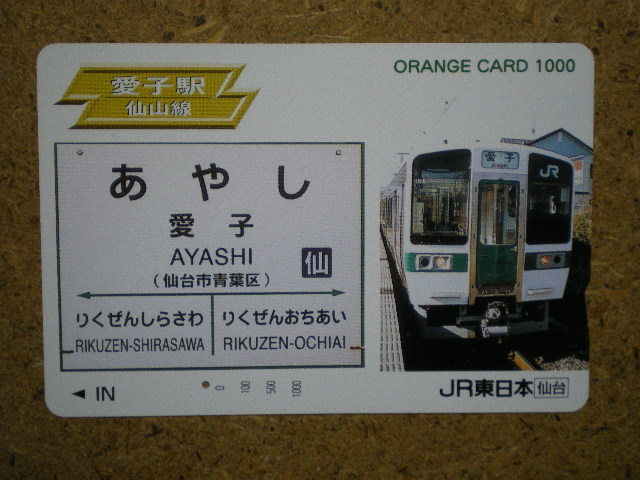 ORANGE CARD 1000
愛子駅
仙山線
あやし
愛子
AYASHI
(仙台市青葉区)
仙
りくぜんしらさわ
RIKUZEN-SHIRASAWA
りくぜんおちあい
RIKUZEN-OCHIAI
愛子
AYASHI
JR
◀ IN
0 100 500 1000
JR東日本 仙台